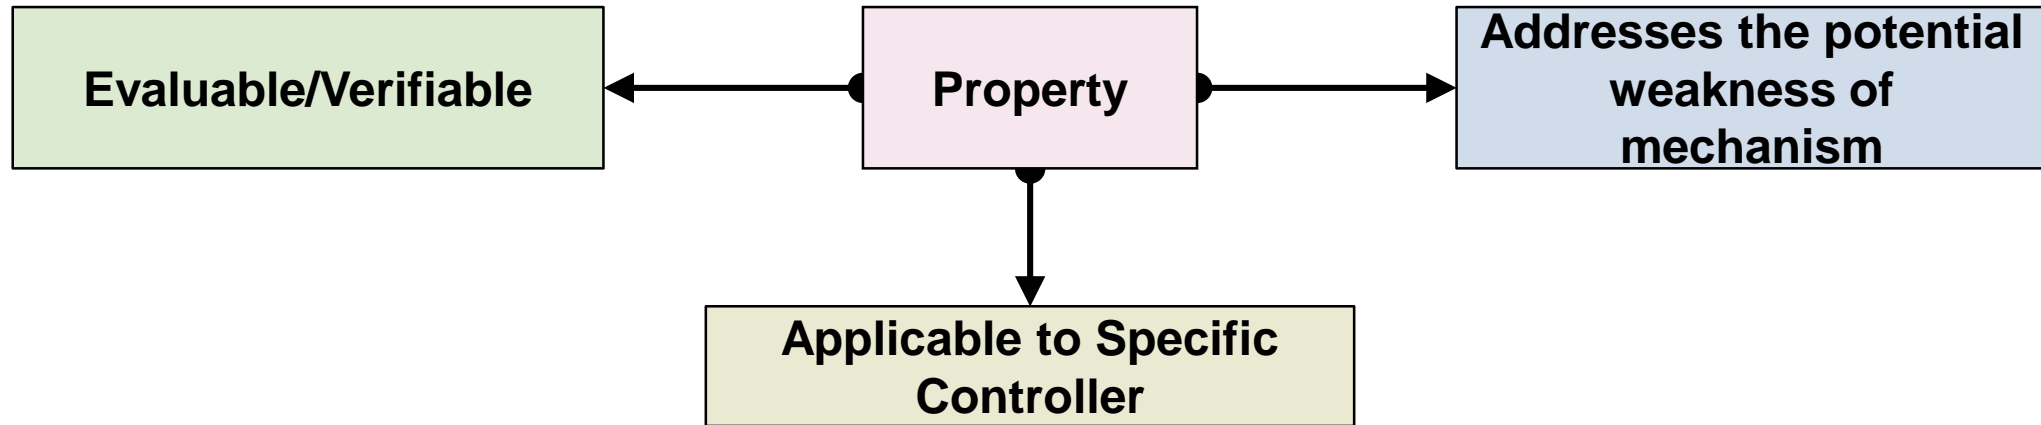 Evaluable/Verifiable
Property
Addresses the potential
weakness of
mechanism
Applicable to Specific
Controller